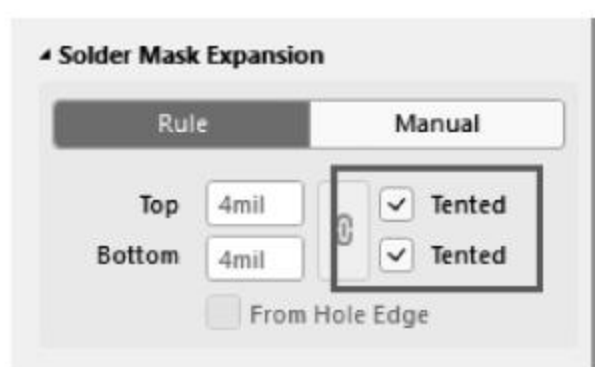 Solder Mask Expansion
Rule Manual
Top 4mil Tented
Bottom 4mil Tented
From Hole Edge